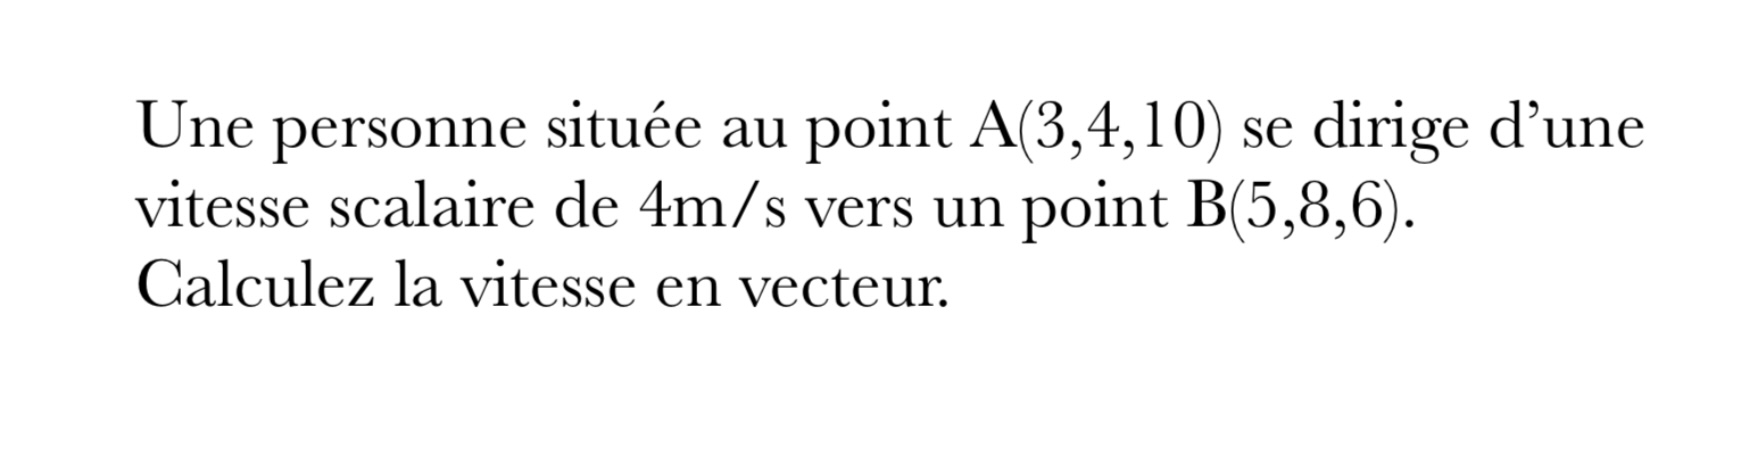 Une personne située au point A(3,4,10) se dirige d’une
vitesse scalaire de 4m/s vers un point B(5,8,6).
Calculez la vitesse en vecteur.